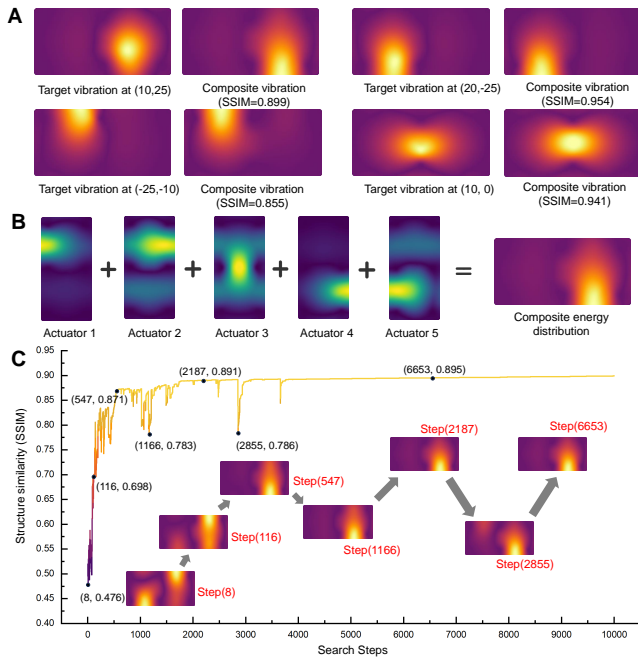 A
Target vibration at (10,25)
Composite vibration
(SSIM=0.899)
Target vibration at (20,-25)
Composite vibration
(SSIM=0.954)
Target vibration at (-25,-10)
Composite vibration
(SSIM=0.855)
Target vibration at (10, 0)
Composite vibration
(SSIM=0.941)
B
+ + + + =
Actuator 1
Actuator 2
Actuator 3
Actuator 4
Actuator 5
Composite energy
distribution
C
Structure similarity (SSIM)
0.90
0.85
0.80
0.75
0.70
0.65
0.60
0.55
0.50
0.45
0.40
(547, 0.871)
(2187, 0.891)
(6653, 0.895)
(1166, 0.783)
(2855, 0.786)
(116, 0.698)
(8, 0.476)
Step(2187)
Step(6653)
Step(547)
Step(116)
Step(1166)
Step(2855)
Step(8)
0 1000 2000 3000 4000 5000 6000 7000 8000 9000 10000
Search Steps